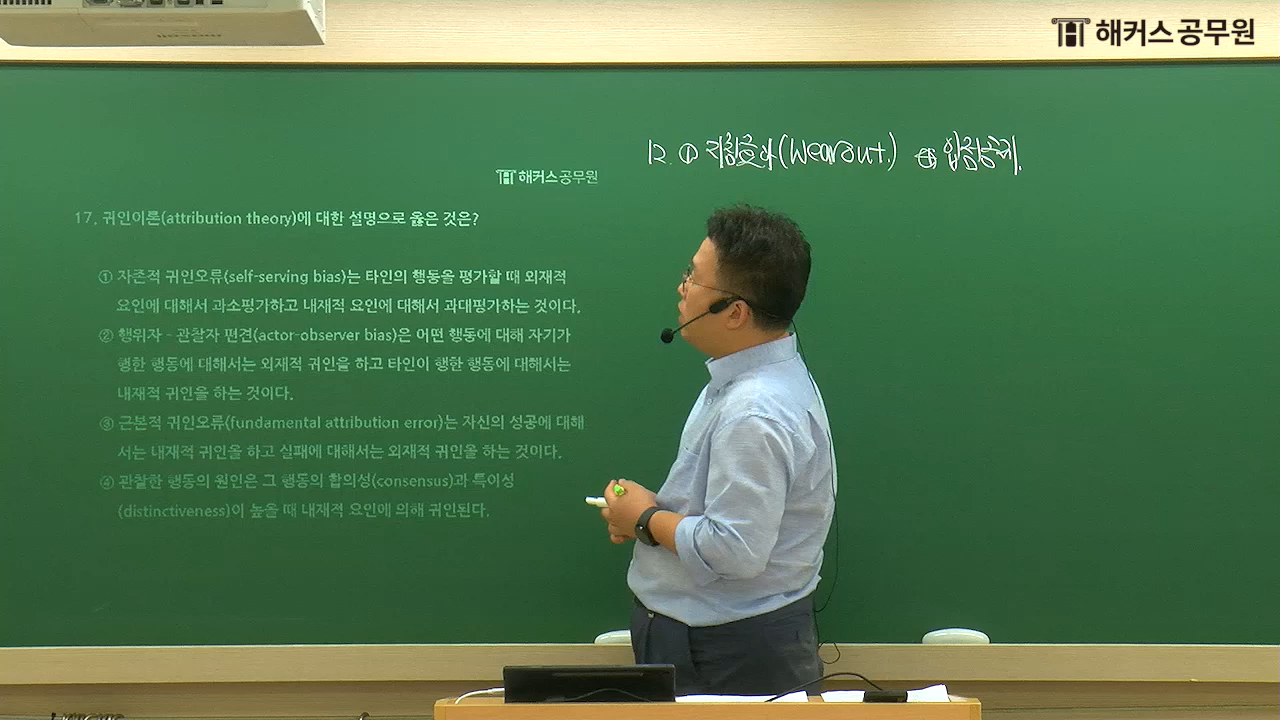 해커스공무원
12. ① 지침효과(Wearout.) ④ 입점승계.
해커스공무원
17. 귀인이론(attribution theory)에 대한 설명으로 옳은 것은?
① 자존적 귀인오류(self-serving bias)는 타인의 행동을 평가할 때 외재적
요인에 대해서 과소평가하고 내재적 요인에 대해서 과대평가하는 것이다.
② 행위자 - 관찰자 편견(actor-observer bias)은 어떤 행동에 대해 자기가
행한 행동에 대해서는 외재적 귀인을 하고 타인이 행한 행동에 대해서는
내재적 귀인을 하는 것이다.
③ 근본적 귀인오류(fundamental attribution error)는 자신의 성공에 대해
서는 내재적 귀인을 하고 실패에 대해서는 외재적 귀인을 하는 것이다.
④ 관찰한 행동의 원인은 그 행동의 합의성(consensus)과 특이성
(distinctiveness)이 높을 때 내재적 요인에 의해 귀인된다.